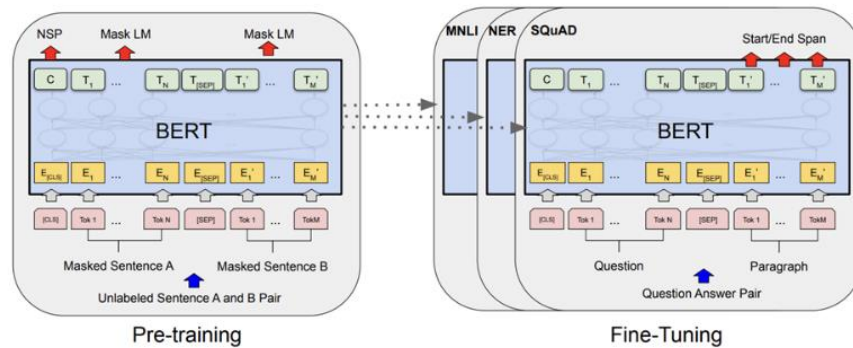 NSP Mask LM Mask LM
C T1 ... TN T[SEP] T1' ... TM'
BERT
E[CLS] E1 ... EN E[SEP] E1' ... EM'
[CLS] Tok 1 ... Tok N [SEP] Tok 1 ... TokM
Masked Sentence A Masked Sentence B
Unlabeled Sentence A and B Pair
Pre-training
MNLI NER SQuAD
Start/End Span
C T1 ... TN T[SEP] T1' ... TM'
BERT
E[CLS] E1 ... EN E[SEP] E1' ... EM'
[CLS] Tok 1 ... Tok N [SEP] Tok 1 ... TokM
Question Paragraph
Question Answer Pair
Fine-Tuning